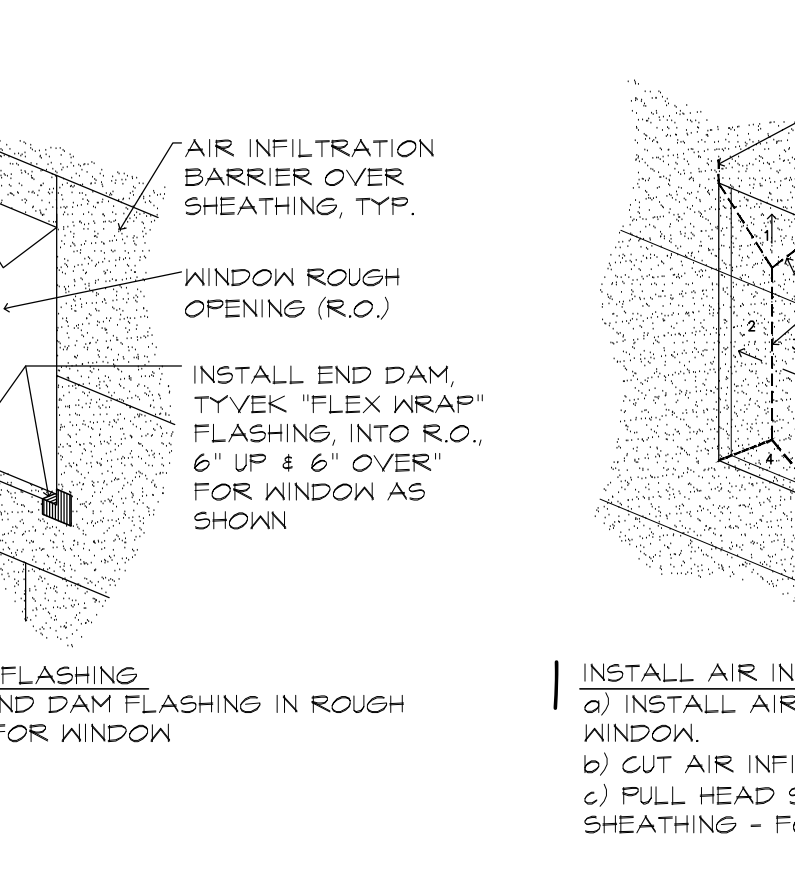 AIR INFILTRATION
BARRIER OVER
SHEATHING, TYP.
WINDOW ROUGH
OPENING (R.O.)
INSTALL END DAM,
TYVEK "FLEX WRAP"
FLASHING, INTO R.O.,
6" UP & 6" OVER"
FOR WINDOW AS
SHOWN
FLASHING
ND DAM FLASHING IN ROUGH
FOR WINDOW
1
2
4
1 INSTALL AIR IN
a) INSTALL AIR
WINDOW.
b) CUT AIR INFI
c) PULL HEAD S
SHEATHING - FO